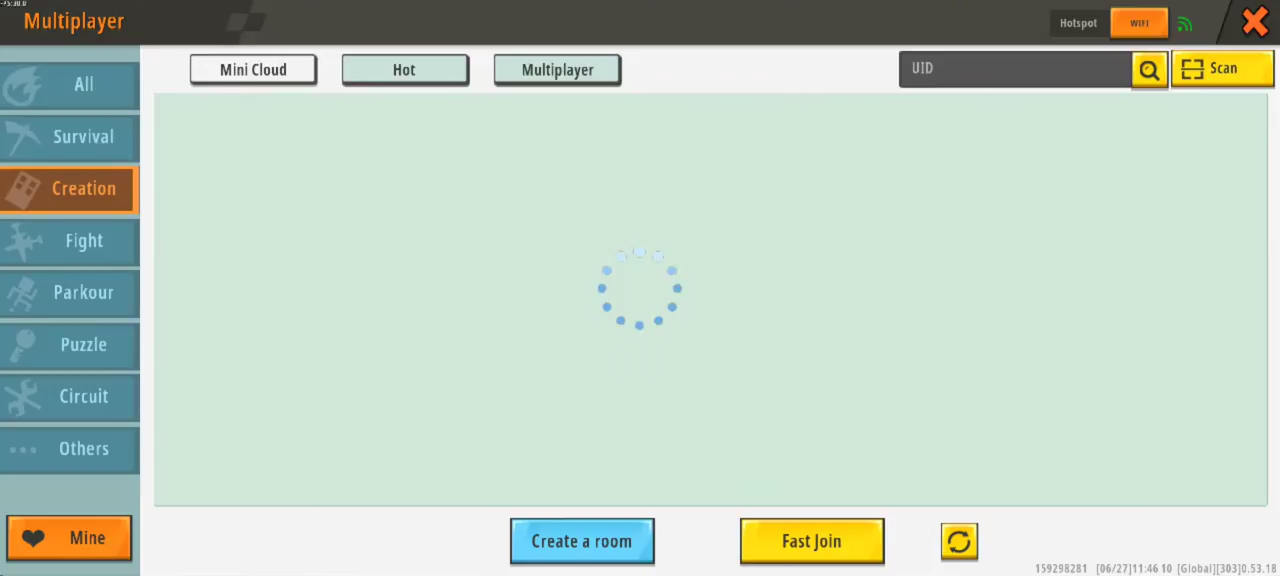 Multiplayer
Hotspot
WIFI
Mini Cloud
Hot
Multiplayer
UID
Scan
All
Survival
Creation
Fight
Parkour
Puzzle
Circuit
Others
Mine
Create a room
Fast Join
159298281 [06/27]11:46 10 [Global][303]0.53.18